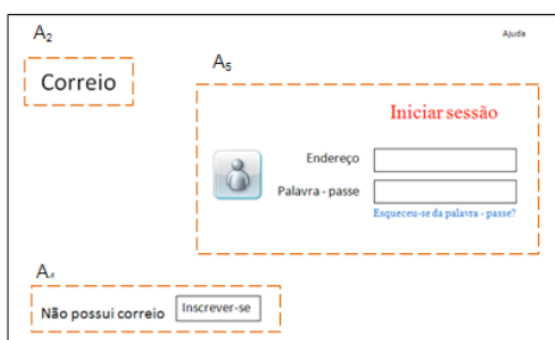 A2
Ajuda
Correio
A5
Iniciar sessão
Endereço
Palavra - passe
Esqueceu-se da palavra - passe?
A4
Não possui correio
Inscrever-se